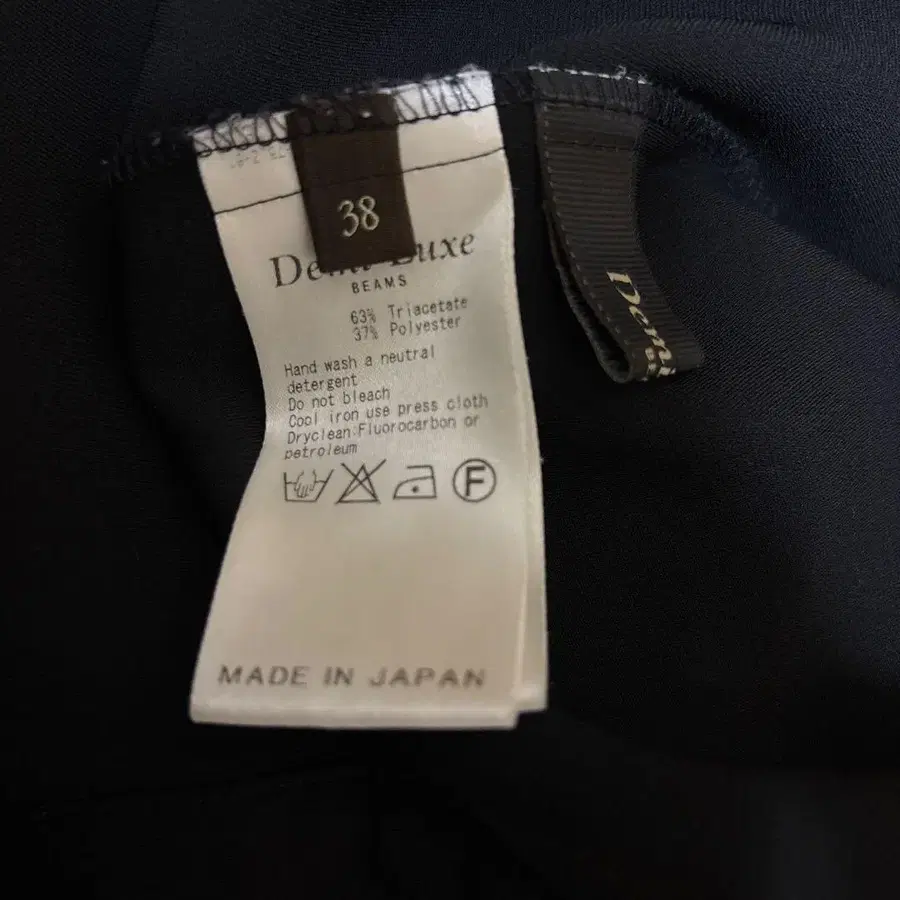 38
Demi-Luxe
BEAMS
63% Triacetate
37% Polyester
Hand wash a neutral
detergent
Do not bleach
Cool iron use press cloth
Dryclean:Fluorocarbon or
petroleum
F
MADE IN JAPAN
Dem